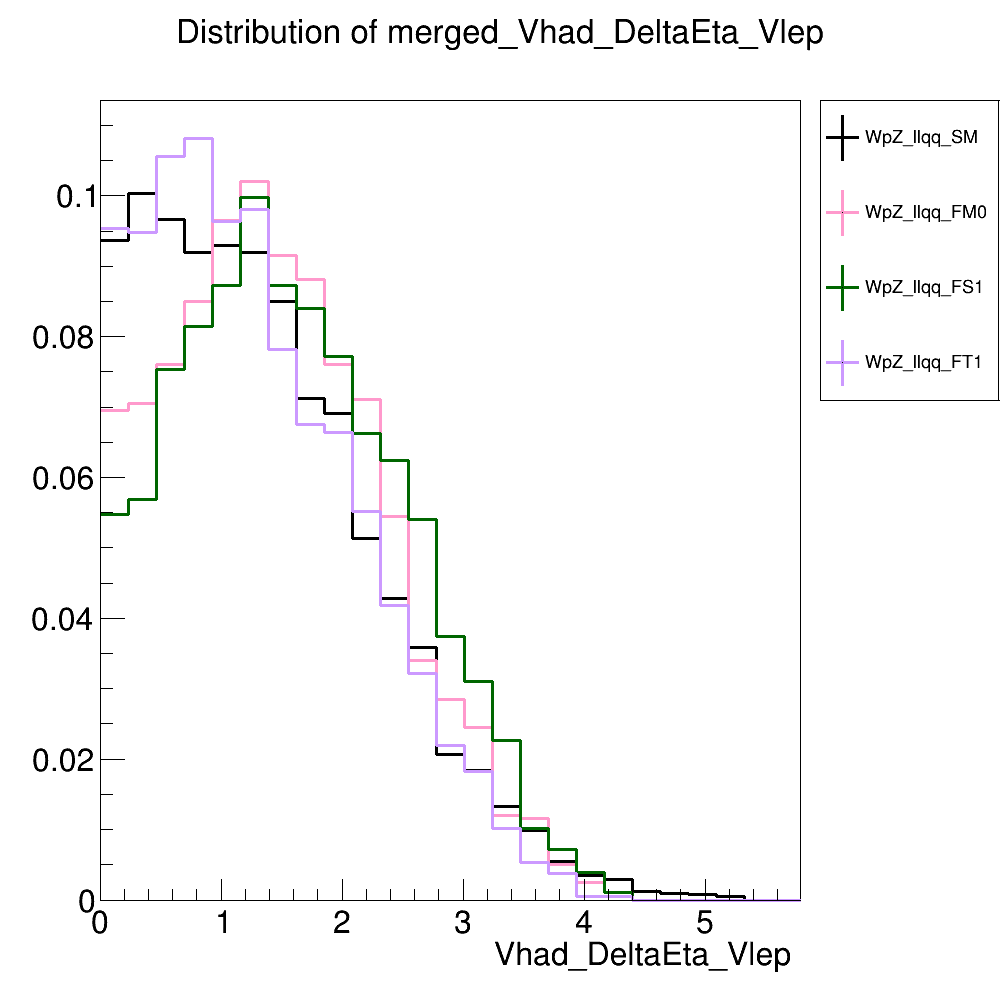 Distribution of merged_Vhad_DeltaEta_Vlep
WpZ_llqq_SM
WpZ_llqq_FM0
WpZ_llqq_FS1
WpZ_llqq_FT1
0.1
0.08
0.06
0.04
0.02
0
0 1 2 3 4 5
Vhad_DeltaEta_Vlep